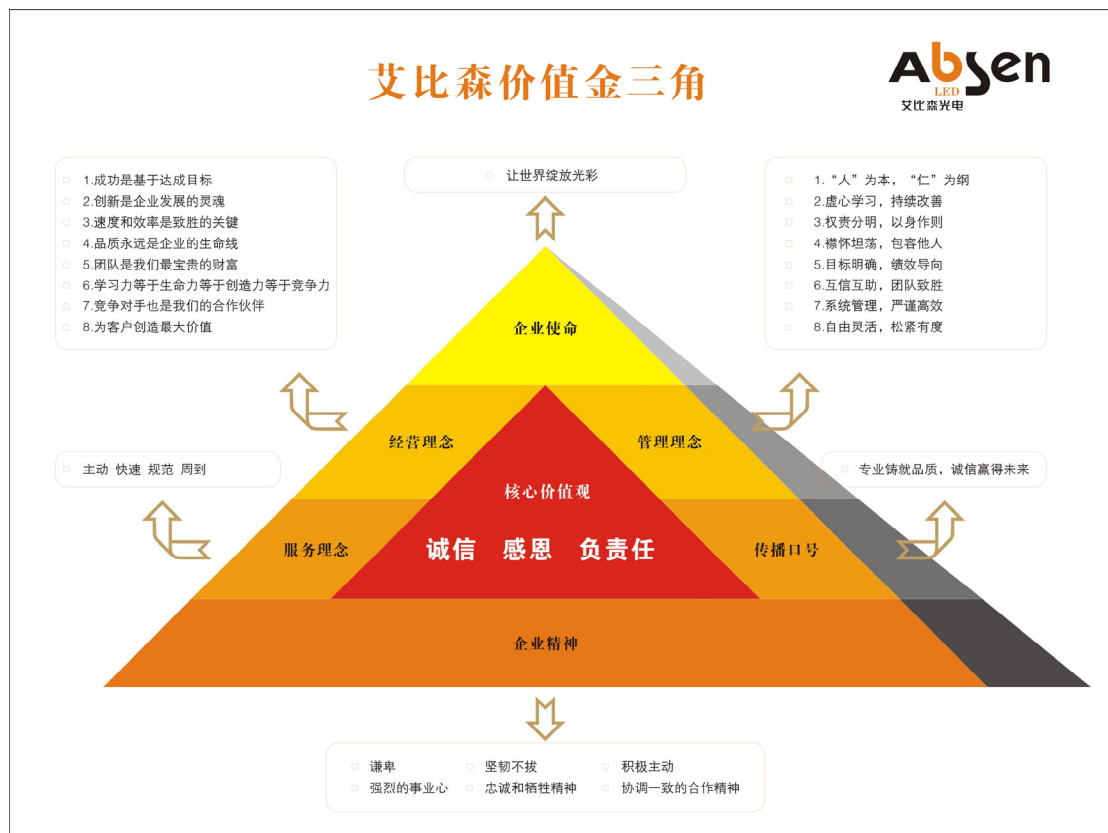 艾比森价值金三角
Absen
LED
艾比森光电
让世界绽放光彩
1.成功是基于达成目标
2.创新是企业发展的灵魂
3.速度和效率是致胜的关键
4.品质永远是企业的生命线
5.团队是我们最宝贵的财富
6.学习力等于生命力等于创造力等于竞争力
7.竞争对手也是我们的合作伙伴
8.为客户创造最大价值
1.“人”为本，“仁”为纲
2.虚心学习，持续改善
3.权责分明，以身作则
4.襟怀坦荡，包容他人
5.目标明确，绩效导向
6.互信互助，团队致胜
7.系统管理，严谨高效
8.自由灵活，松紧有度
企业使命
经营理念
管理理念
主动 快速 规范 周到
专业铸就品质，诚信赢得未来
核心价值观
诚信 感恩 负责任
服务理念
传播口号
企业精神
谦卑 坚韧不拔 积极主动
强烈的事业心 忠诚和牺牲精神 协调一致的合作精神